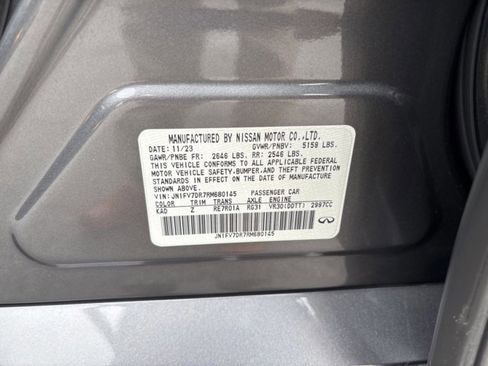 MANUFACTURED BY NISSAN MOTOR CO.,LTD.
DATE: 11/23 GVWR/PNBV: 5159 LBS.
GAWR/PNBE FR: 2646 LBS. RR: 2546 LBS.
THIS VEHICLE CONFORMS TO ALL APPLICABLE FEDERAL
MOTOR VEHICLE SAFETY,BUMPER, AND THEFT PREVENTION
STANDARDS IN EFFECT ON THE DATE OF MANUFACTURE
SHOWN ABOVE.
VIN: JN1FV7DR7RM680145 PASSENGER CAR
COLOR TRIM TRANS AXLE ENGINE
KAD Z RE7R01A RG31 VR30(DDTT) 2997CC
JN1FV7DR7RM680145